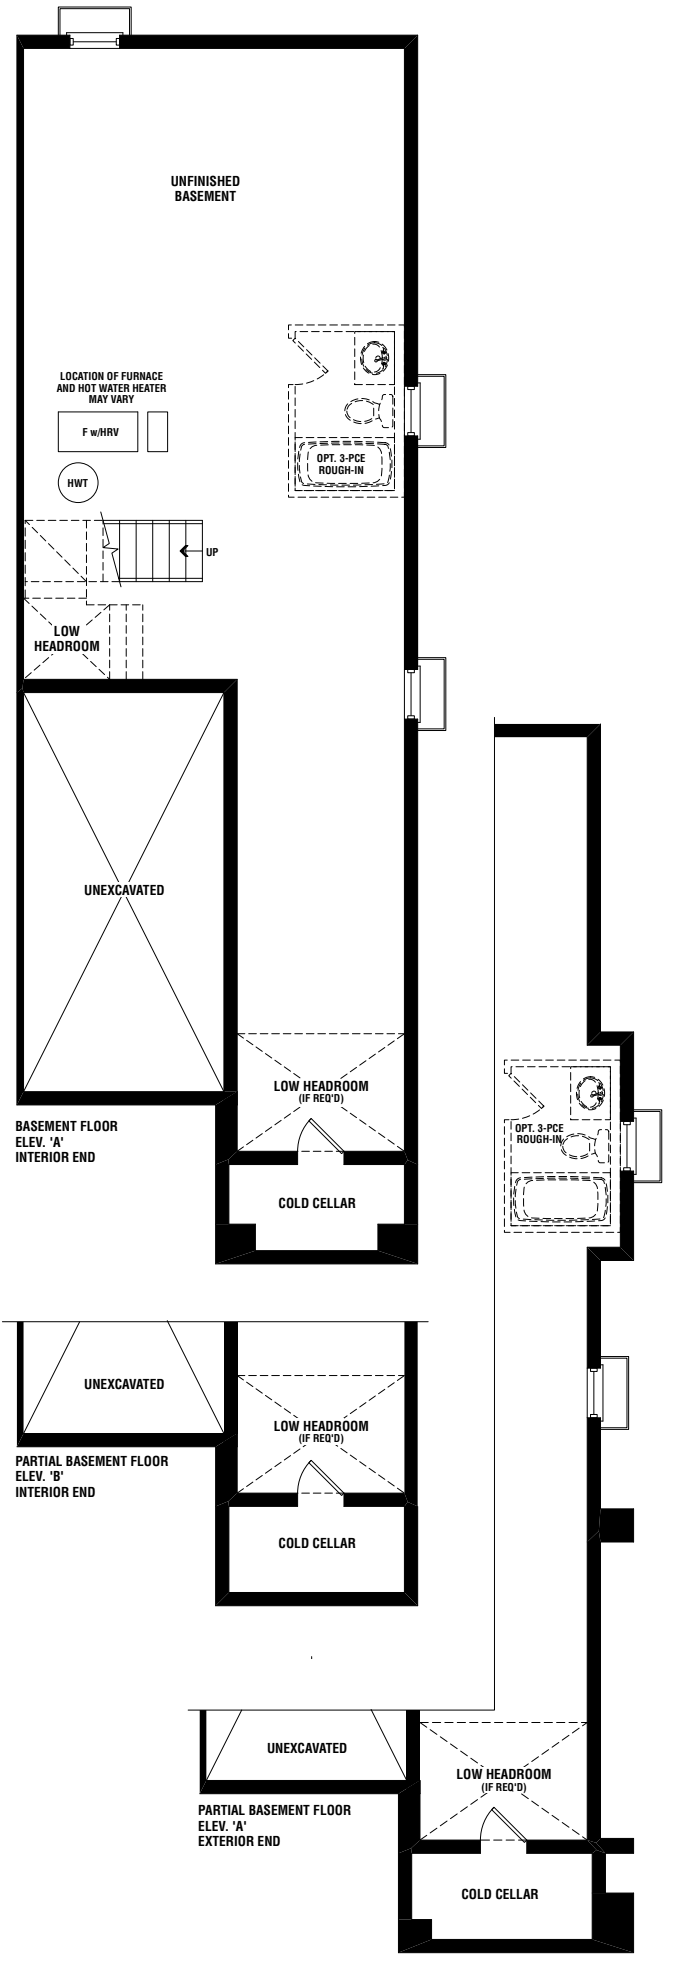 UNFINISHED
BASEMENT
LOCATION OF FURNACE
AND HOT WATER HEATER
MAY VARY
F w/HRV
HWT
OPT. 3-PCE
ROUGH-IN
UP
LOW
HEADROOM
UNEXCAVATED
LOW HEADROOM
(IF REQ'D)
BASEMENT FLOOR
ELEV. 'A'
INTERIOR END
COLD CELLAR
OPT. 3-PCE
ROUGH-IN
UNEXCAVATED
LOW HEADROOM
(IF REQ'D)
PARTIAL BASEMENT FLOOR
ELEV. 'B'
INTERIOR END
COLD CELLAR
UNEXCAVATED
LOW HEADROOM
(IF REQ'D)
PARTIAL BASEMENT FLOOR
ELEV. 'A'
EXTERIOR END
COLD CELLAR